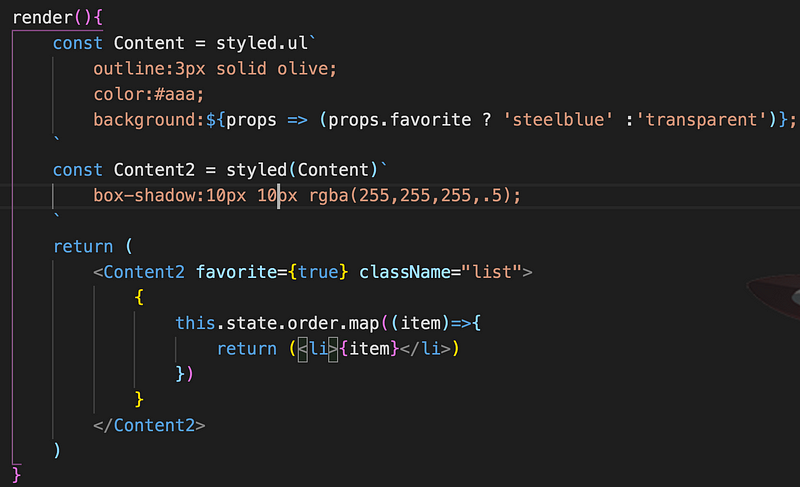 render(){
const Content = styled.ul`
outline:3px solid olive;
color:#aaa;
background:${props => (props.favorite ? 'steelblue' :'transparent')};
`
const Content2 = styled(Content)`
box-shadow:10px 10px rgba(255,255,255,.5);
`
return (
<Content2 favorite={true} className="list">
{
this.state.order.map((item)=>{
return (<li>{item}</li>)
})
}
</Content2>
)
}